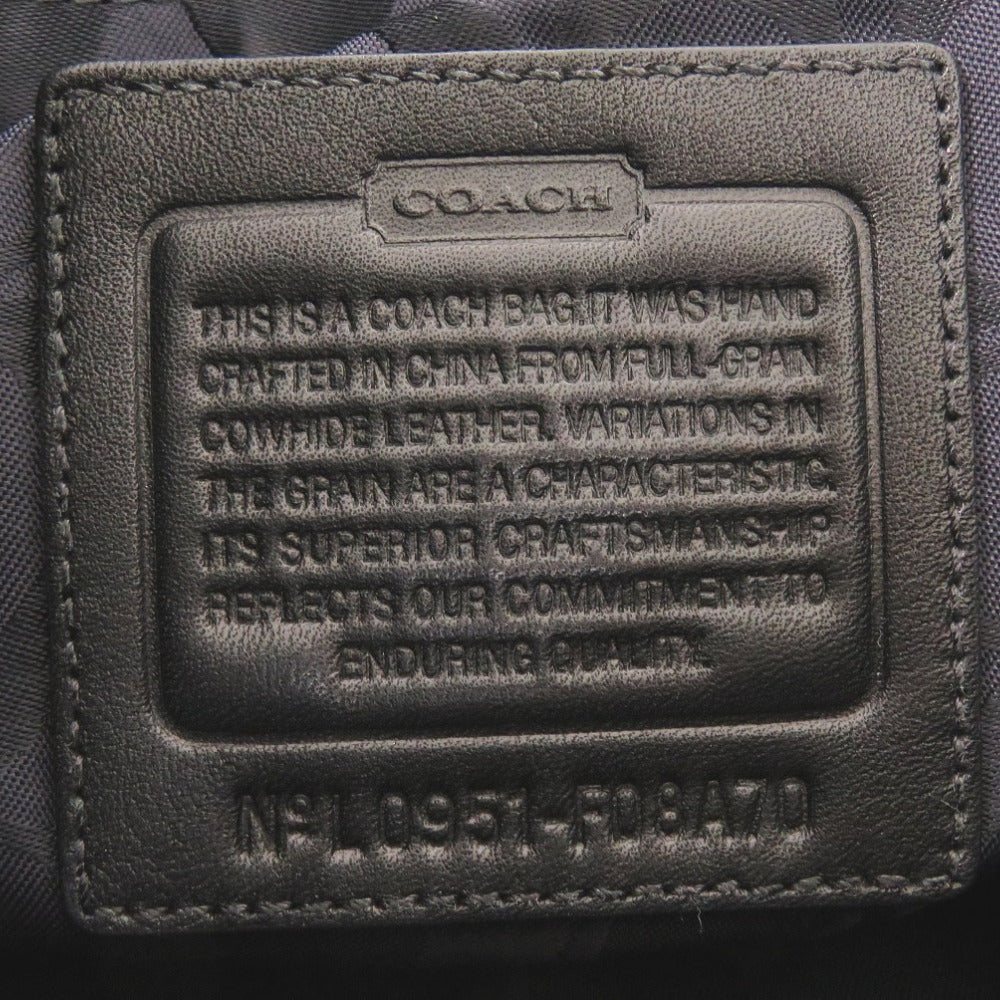 COACH
THIS IS A COACH BAG.IT WAS HAND
CRAFTED IN CHINA FROM FULL-GRAIN
COWHIDE LEATHER. VARIATIONS IN
THE GRAIN ARE A CHARACTERISTIC.
ITS SUPERIOR CRAFTSMANSHIP
REFLECTS OUR COMMITMENT TO
ENDURING QUALITY.
Nº L0951-F08A70